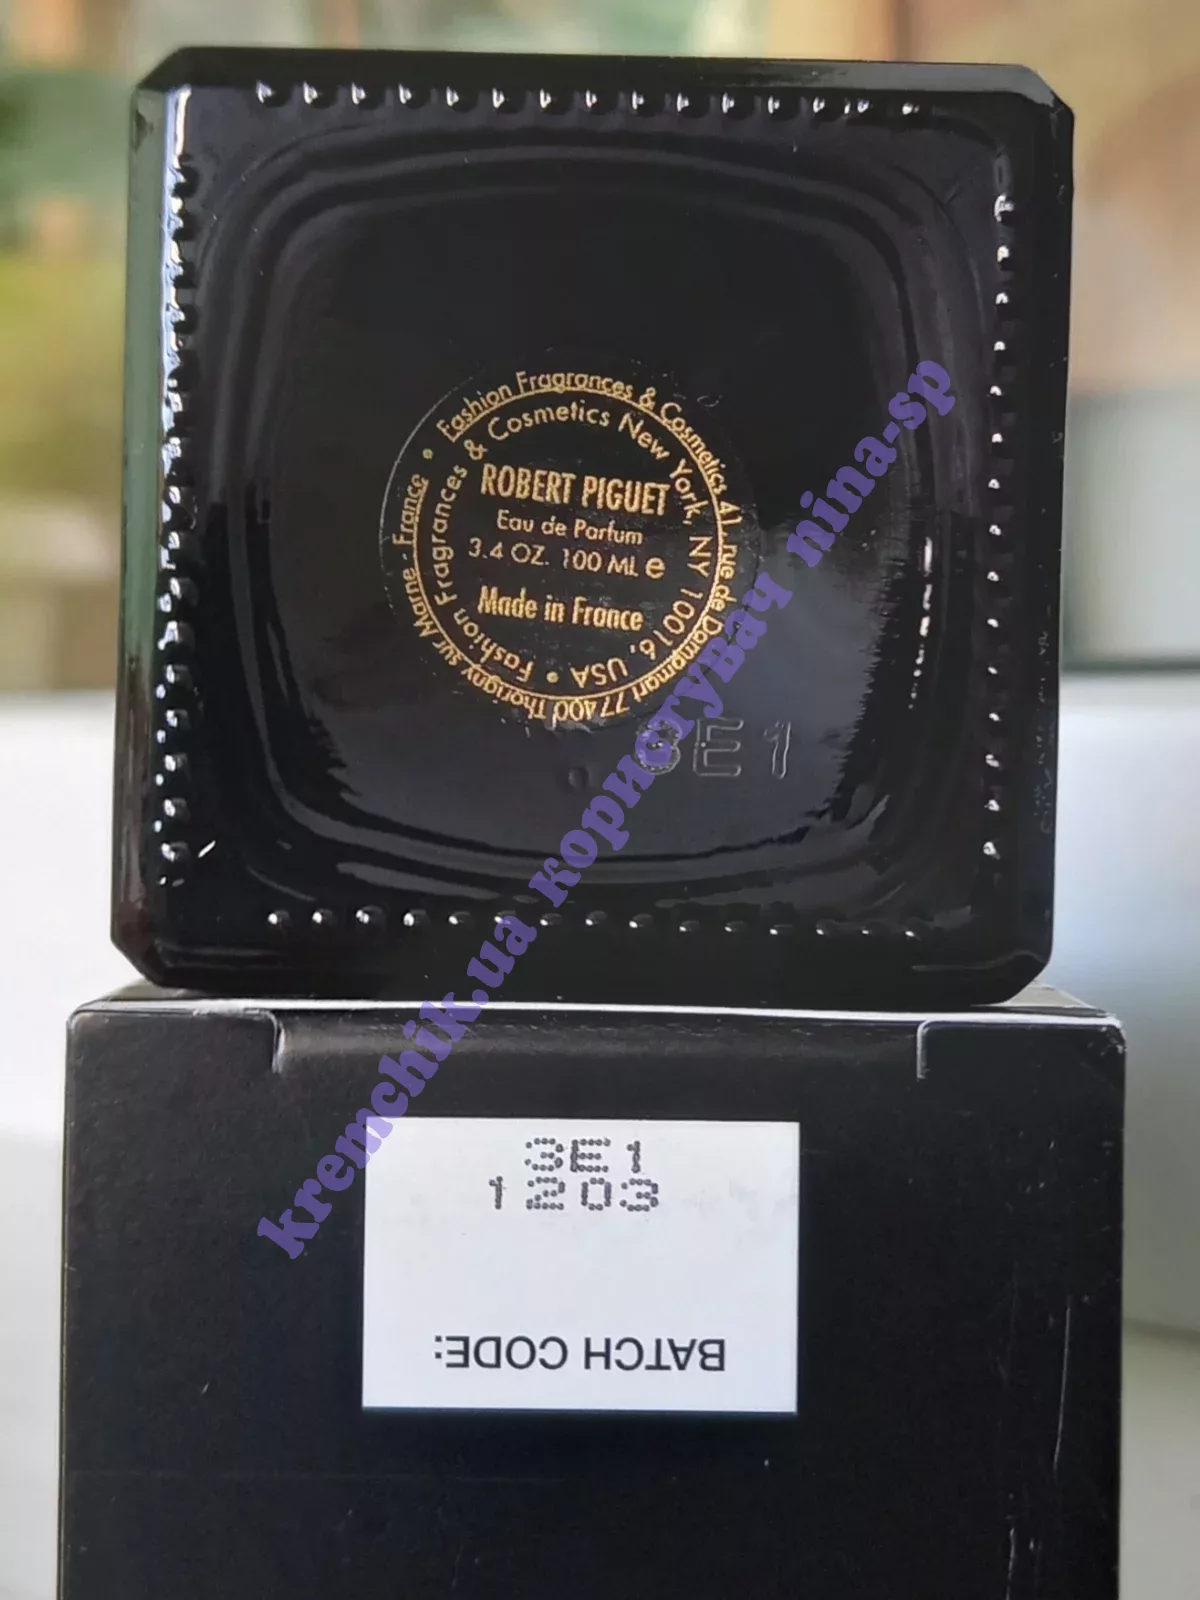 Fashion Fragrances & Cosmetics 41, rue de Dampmart 77400 Thorigny sur Marne - France •
Fashion Fragrances & Cosmetics New York, NY 10016, USA •
ROBERT PIGUET
Eau de Parfum
3.4 OZ. 100 ML e
Made in France
3E1
kremchik.ua користувач nina-sp
3E1
1203
BATCH CODE: